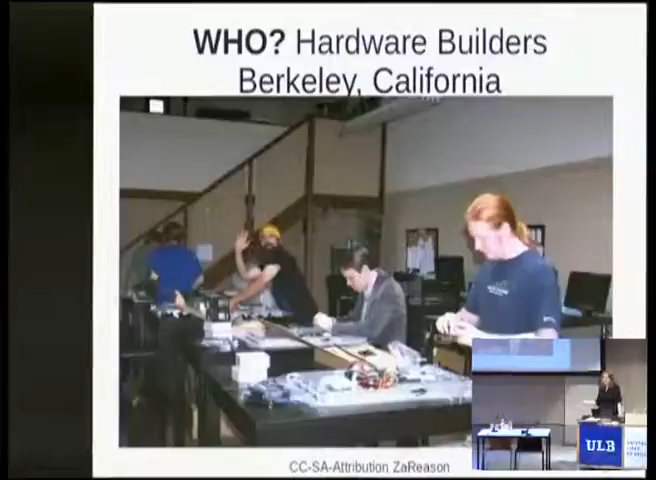 WHO? Hardware Builders
Berkeley, California
CC-SA-Attribution ZaReason
ULB